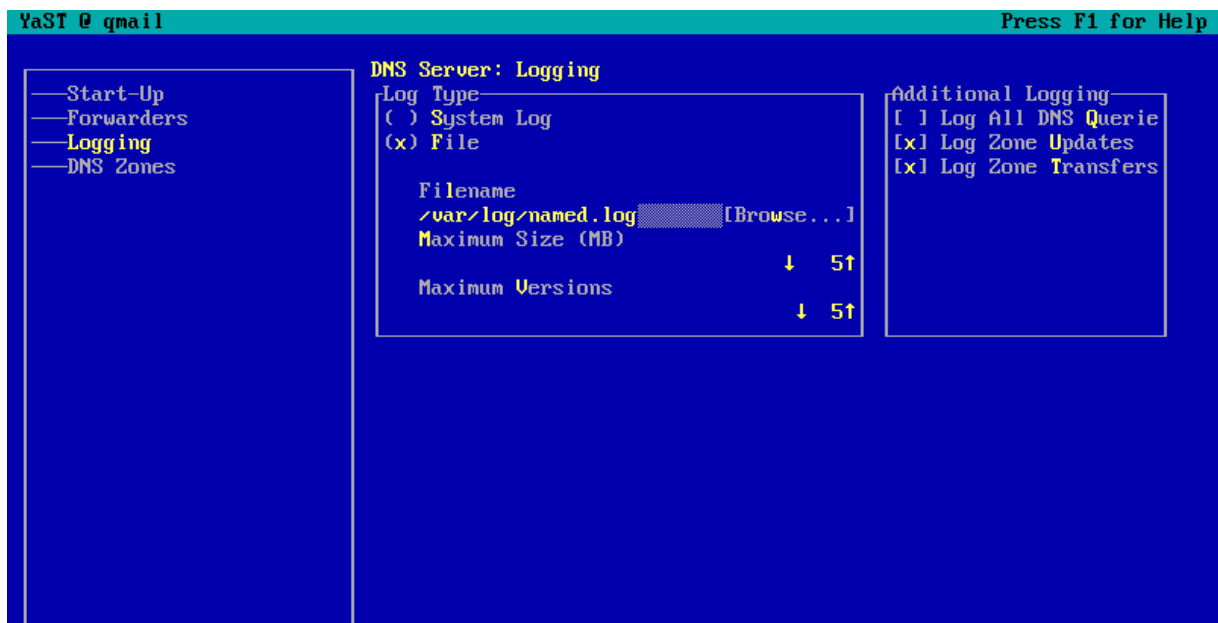 YaST @ qmail Press F1 for Help
DNS Server: Logging
Start-Up
Forwarders
Logging
DNS Zones
Log Type
( ) System Log
(x) File
Filename
/var/log/named.log [Browse...]
Maximum Size (MB)
↓ 5↑
Maximum Versions
↓ 5↑
Additional Logging
[ ] Log All DNS Querie
[x] Log Zone Updates
[x] Log Zone Transfers